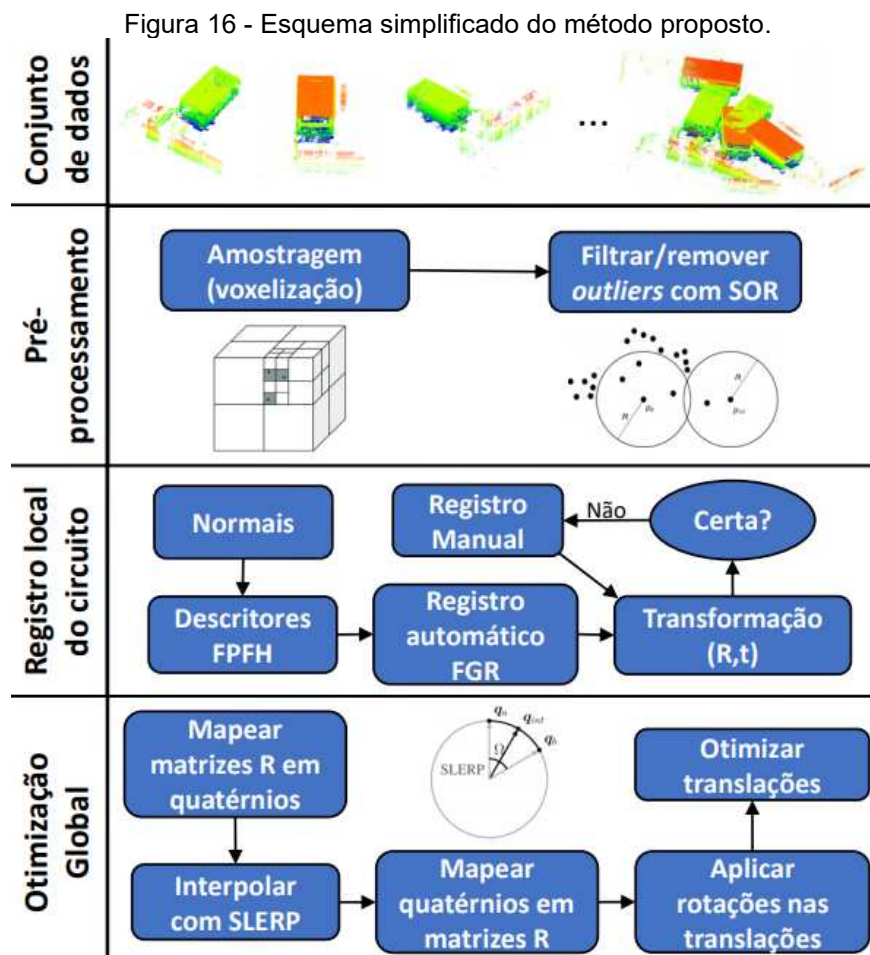 Figura 16 - Esquema simplificado do método proposto.
Conjunto
de dados
...
Pré-
processamento
Amostragem
(voxelização)
Filtrar/remover
outliers com SOR
R
R
Registro local
do circuito
Normais
Registro
Manual
Não
Certa?
Descritores
FPFH
Registro
automático
FGR
Transformação
(R,t)
Otimização
Global
Mapear
matrizes R em
quatérnios
SLERP
Ω
Otimizar
translações
Interpolar
com SLERP
Mapear
quatérnios em
matrizes R
Aplicar
rotações nas
translações